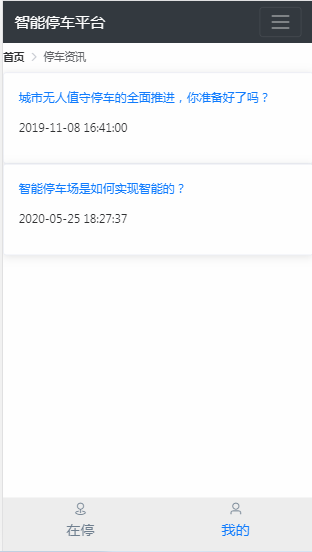 智能停车平台
首页 > 停车资讯
城市无人值守停车的全面推进，你准备好了吗？
2019-11-08 16:41:00
智能停车场是如何实现智能的？
2020-05-25 18:27:37
在停 我的